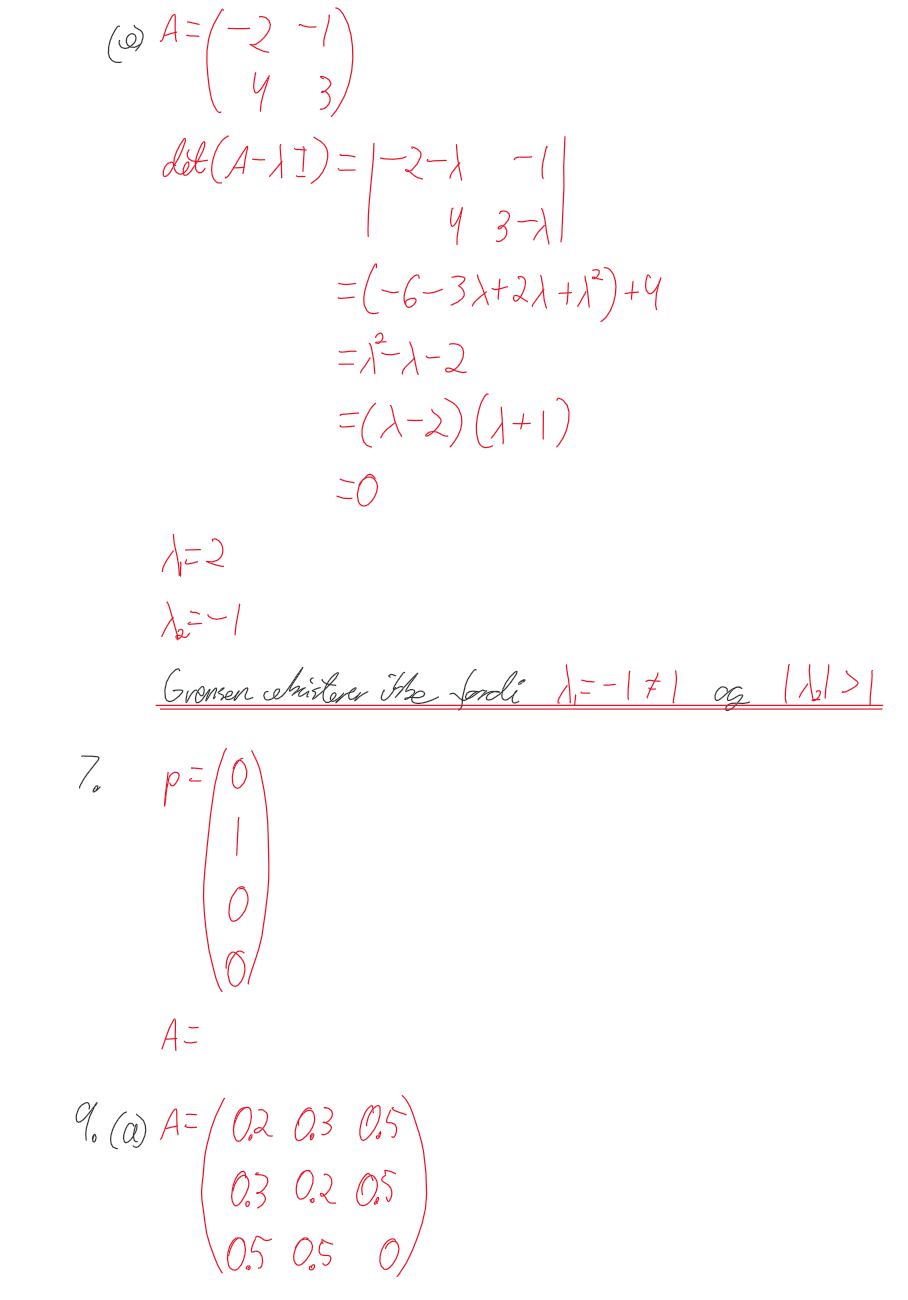 (e) A = (-2 -1
4 3)
det(A-λI) = |-2-λ -1
4 3-λ|
= (-6-3λ+2λ+λ²)+4
= λ²-λ-2
= (λ-2)(λ+1)
= 0
λ₁ = 2
λ₂ = -1
Grensen eksisterer ikke fordi λ₁ = -1 ≠ 1 og |λ₂| > 1
7. p = (0
1
0
0)
A =
9. (a) A = (0.2 0.3 0.5
0.3 0.2 0.5
0.5 0.5 0)